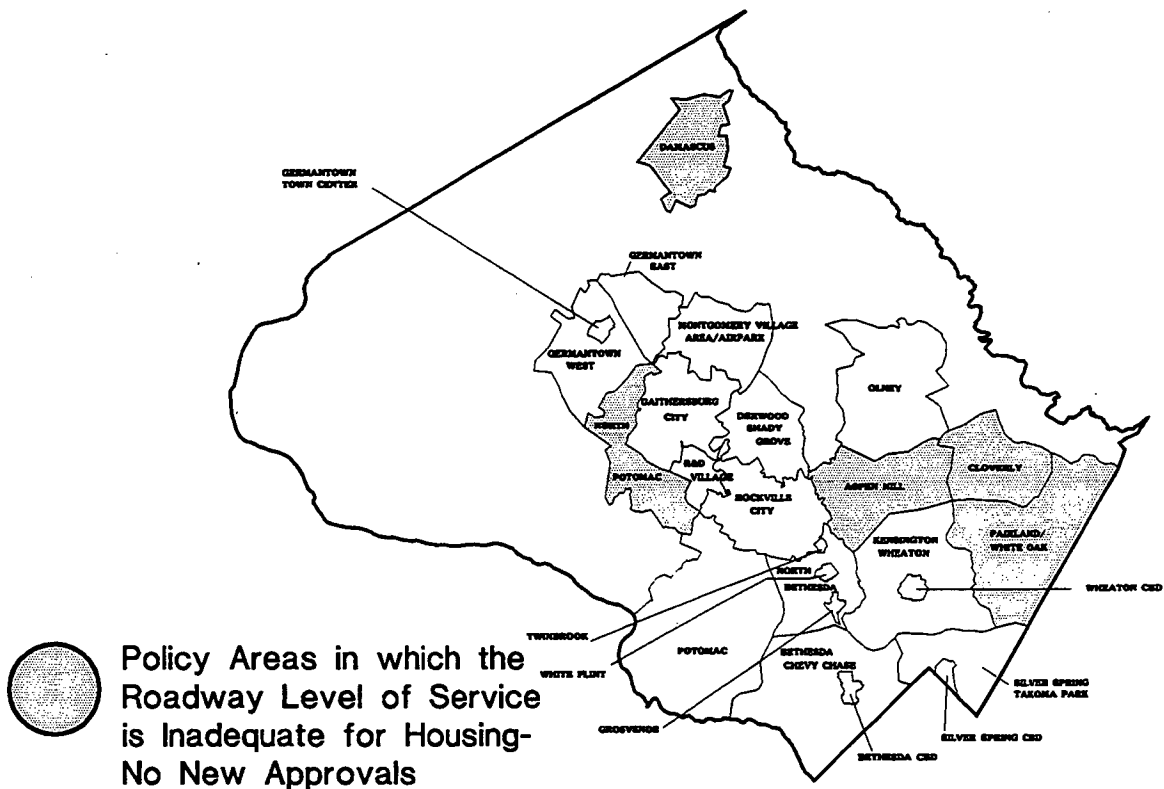 DAMASCUS
GERMANTOWN
TOWN CENTER
GERMANTOWN
EAST
MONTGOMERY VILLAGE
AREA/AIRPARK
GERMANTOWN
WEST
OLNEY
GAITHERSBURG
CITY
DERWOOD
SHADY
GROVE
NORTH
POTOMAC
R&D
VILLAGE
CLOVERLY
ASPEN HILL
ROCKVILLE
CITY
FAIRLAND/
WHITE OAK
KENSINGTON
WHEATON
NORTH
BETHESDA
WHEATON CBD
TWINBROOK
POTOMAC
BETHESDA
CHEVY CHASE
WHITE FLINT
SILVER SPRING
TAKOMA PARK
GROSVENOR
SILVER SPRING CBD
BETHESDA CBD
Policy Areas in which the
Roadway Level of Service
is Inadequate for Housing-
No New Approvals